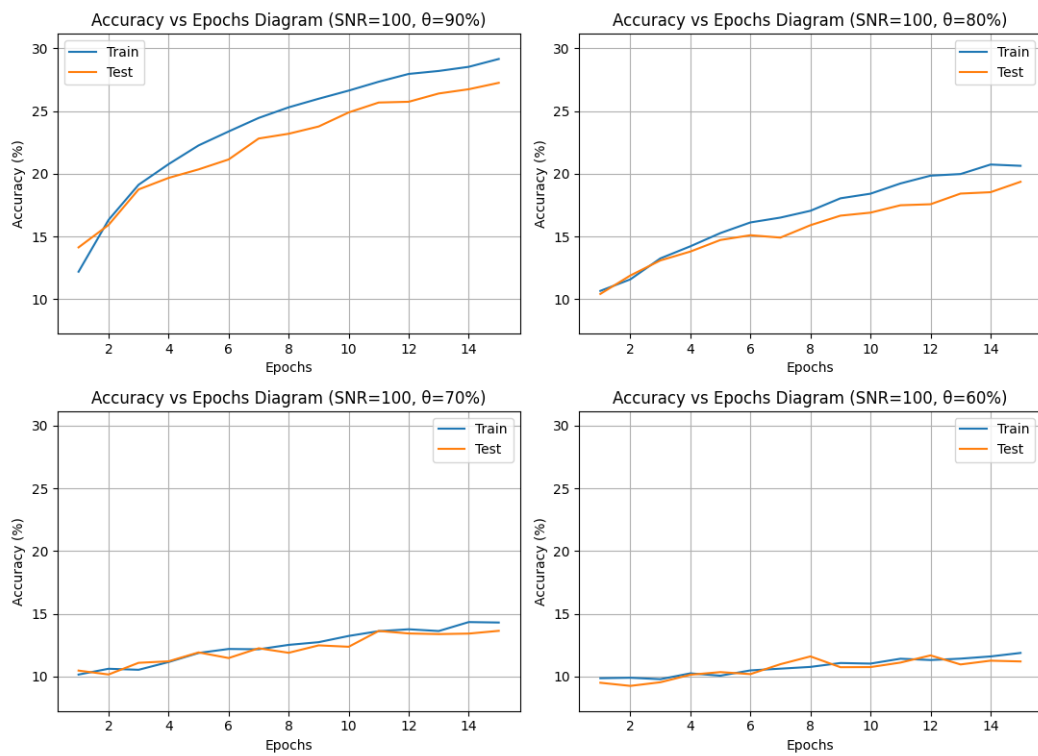 Accuracy vs Epochs Diagram (SNR=100, θ=90%)
30
25
20
15
10
Accuracy (%)
Train
Test
2 4 6 8 10 12 14
Epochs
Accuracy vs Epochs Diagram (SNR=100, θ=80%)
30
25
20
15
10
Accuracy (%)
Train
Test
2 4 6 8 10 12 14
Epochs
Accuracy vs Epochs Diagram (SNR=100, θ=70%)
30
25
20
15
10
Accuracy (%)
Train
Test
2 4 6 8 10 12 14
Epochs
Accuracy vs Epochs Diagram (SNR=100, θ=60%)
30
25
20
15
10
Accuracy (%)
Train
Test
2 4 6 8 10 12 14
Epochs